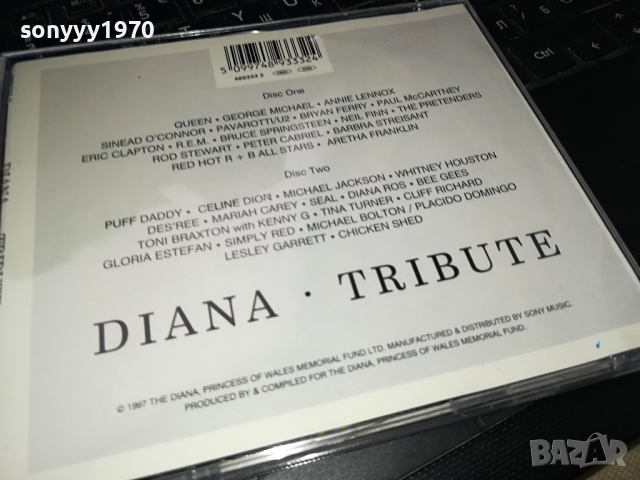 sonyyy1970
5 099748 933324
489333 2
Disc One
QUEEN · GEORGE MICHAEL · ANNIE LENNOX
SINEAD O'CONNOR · PAVAROTTI/U2 · BRYAN FERRY · PAUL McCARTNEY
ERIC CLAPTON · R.E.M. · BRUCE SPRINGSTEEN · NEIL FINN · THE PRETENDERS
ROD STEWART · PETER CABRIEL · BARBRA STREISANT
RED HOT R + B ALL STARS · ARETHA FRANKLIN
Disc Two
PUFF DADDY · CELINE DION · MICHAEL JACKSON · WHITNEY HOUSTON
DES'REE · MARIAH CAREY · SEAL · DIANA ROS · BEE GEES
TONI BRAXTON with KENNY G · TINA TURNER · CLIFF RICHARD
GLORIA ESTEFAN · SIMPLY RED · MICHAEL BOLTON / PLACIDO DOMINGO
LESLEY GARRETT · CHICKEN SHED
DIANA · TRIBUTE
© 1997 THE DIANA, PRINCESS OF WALES MEMORIAL FUND LTD. MANUFACTURED & DISTRIBUTED BY SONY MUSIC.
PRODUCED BY & COMPILED FOR THE DIANA, PRINCESS OF WALES MEMORIAL FUND.
BAZAR
bg